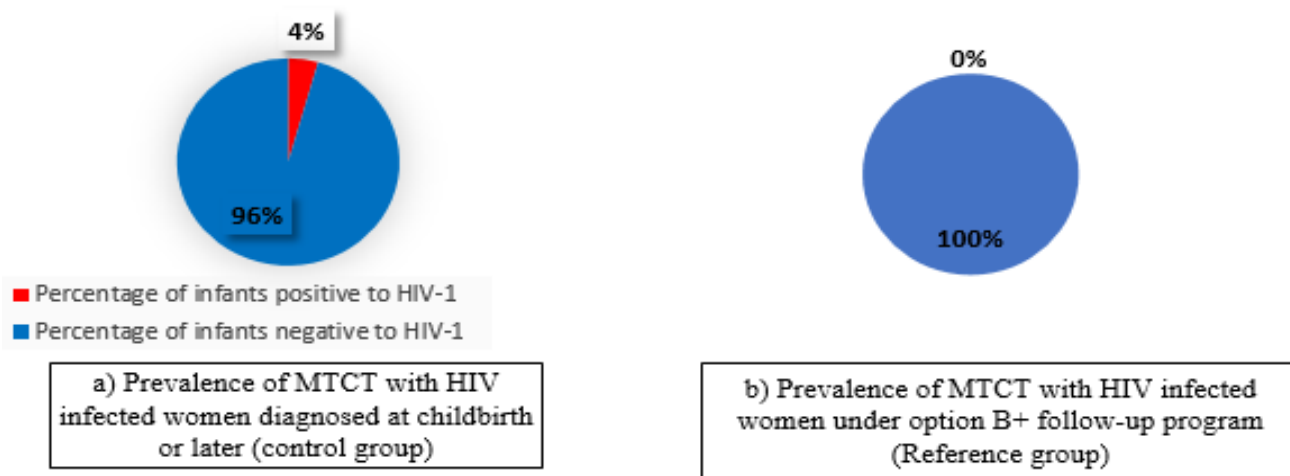 4%
96%
Percentage of infants positive to HIV-1
Percentage of infants negative to HIV-1
a) Prevalence of MTCT with HIV
infected women diagnosed at childbirth
or later (control group)
0%
100%
b) Prevalence of MTCT with HIV infected
women under option B+ follow-up program
(Reference group)